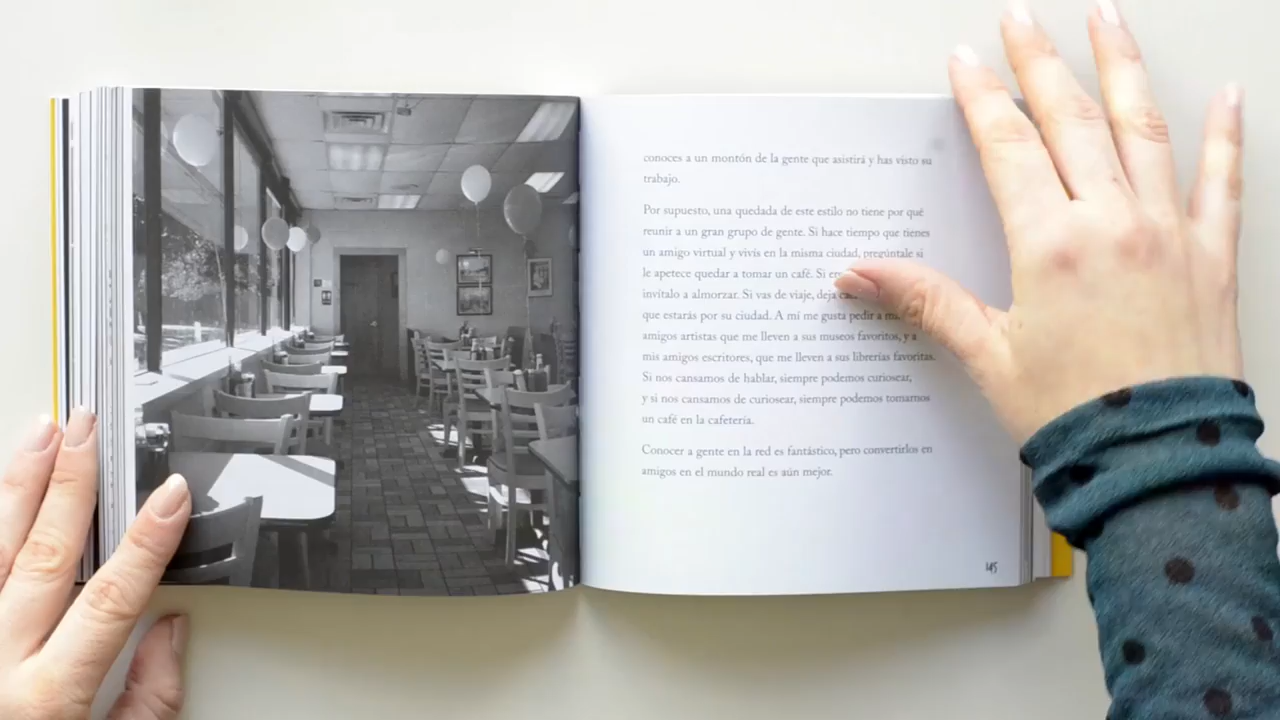 conoces a un montón de la gente que asistirá y has visto su
trabajo.
Por supuesto, una quedada de este estilo no tiene por qué
reunir a un gran grupo de gente. Si hace tiempo que tienes
un amigo virtual y vivís en la misma ciudad, pregúntale si
le apetece quedar a tomar un café. Si
invítalo a almorzar. Si vas de viaje, deja
que estarás por su ciudad. A mí me gusta pedir a
amigos artistas que me lleven a sus museos favoritos, y a
mis amigos escritores, que me lleven a sus librerías favoritas.
Si nos cansamos de hablar, siempre podemos curiosear,
y si nos cansamos de curiosear, siempre podemos tomarnos
un café en la cafetería.
Conocer a gente en la red es fantástico, pero convertirlos en
amigos en el mundo real es aún mejor.
145